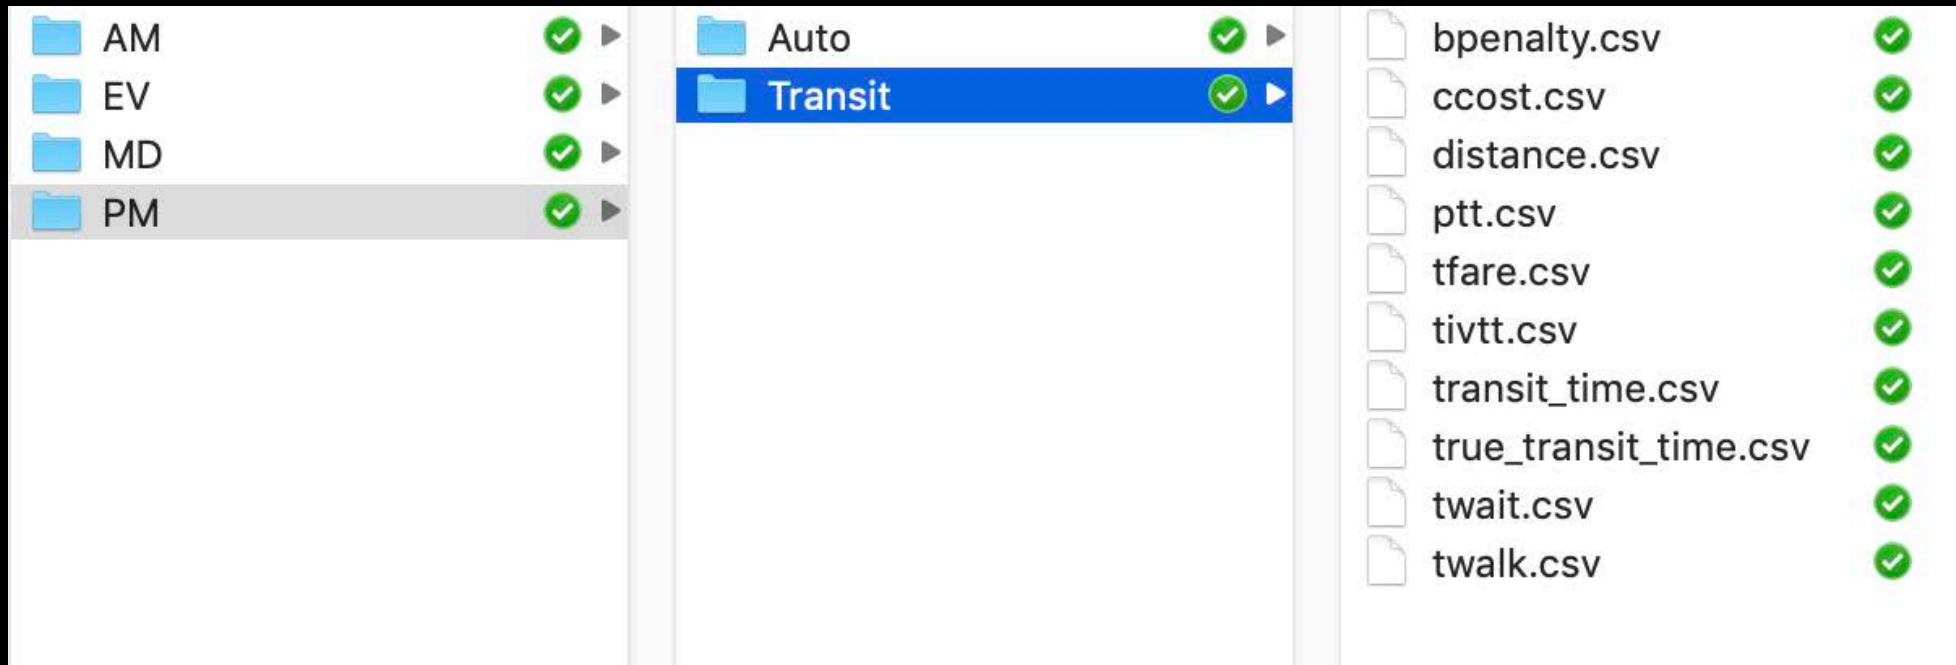 AM
EV
MD
PM
Auto
Transit
bpenalty.csv
ccost.csv
distance.csv
ptt.csv
tfare.csv
tivtt.csv
transit_time.csv
true_transit_time.csv
twait.csv
twalk.csv